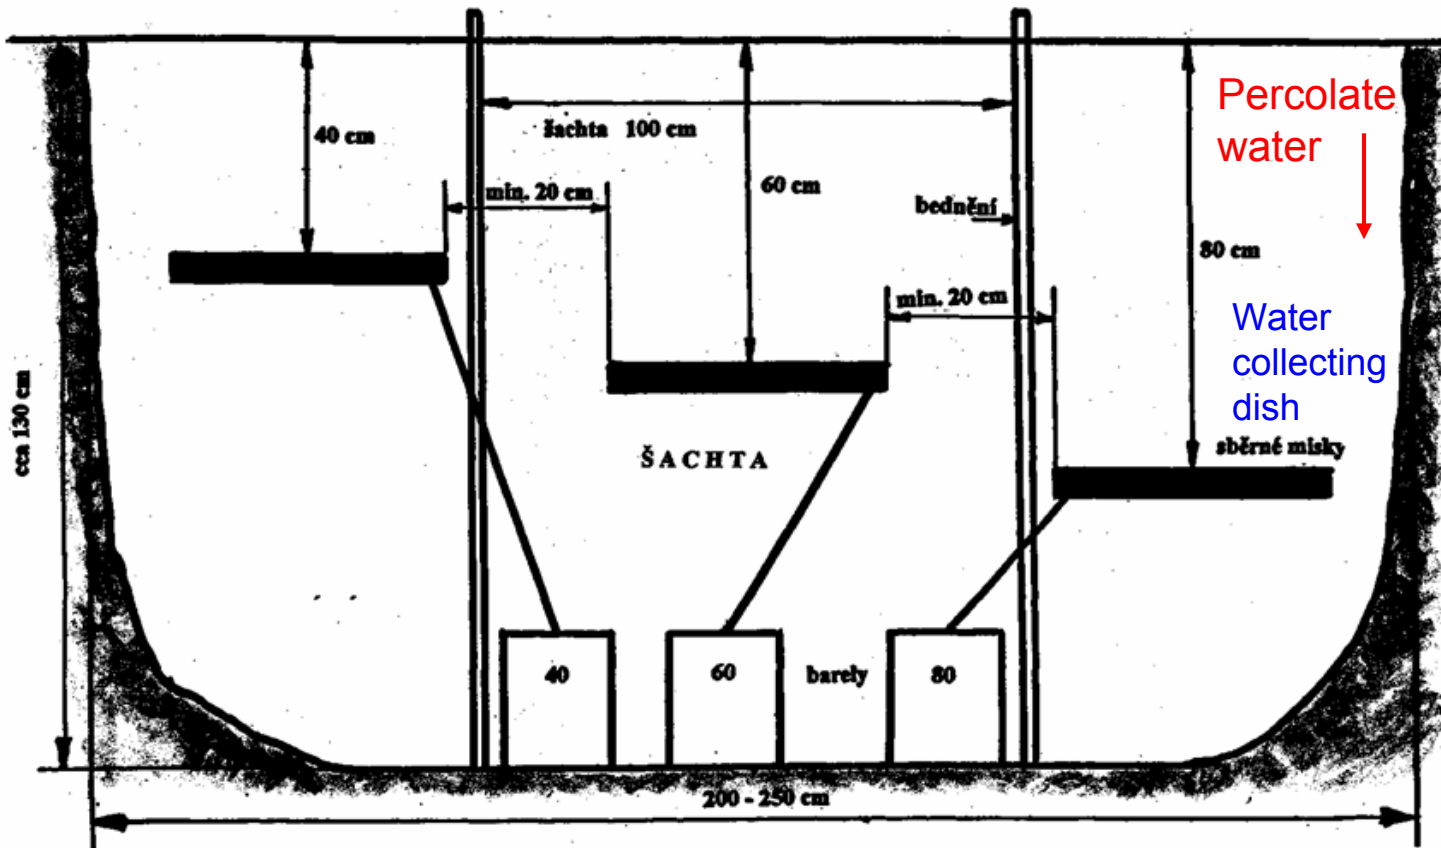 40 cm
šachta 100 cm
min. 20 cm
60 cm
bednění
Percolate
water
80 cm
min. 20 cm
Water
collecting
dish
sběrné misky
cca 130 cm
ŠACHTA
40
60
barely
80
200 - 250 cm